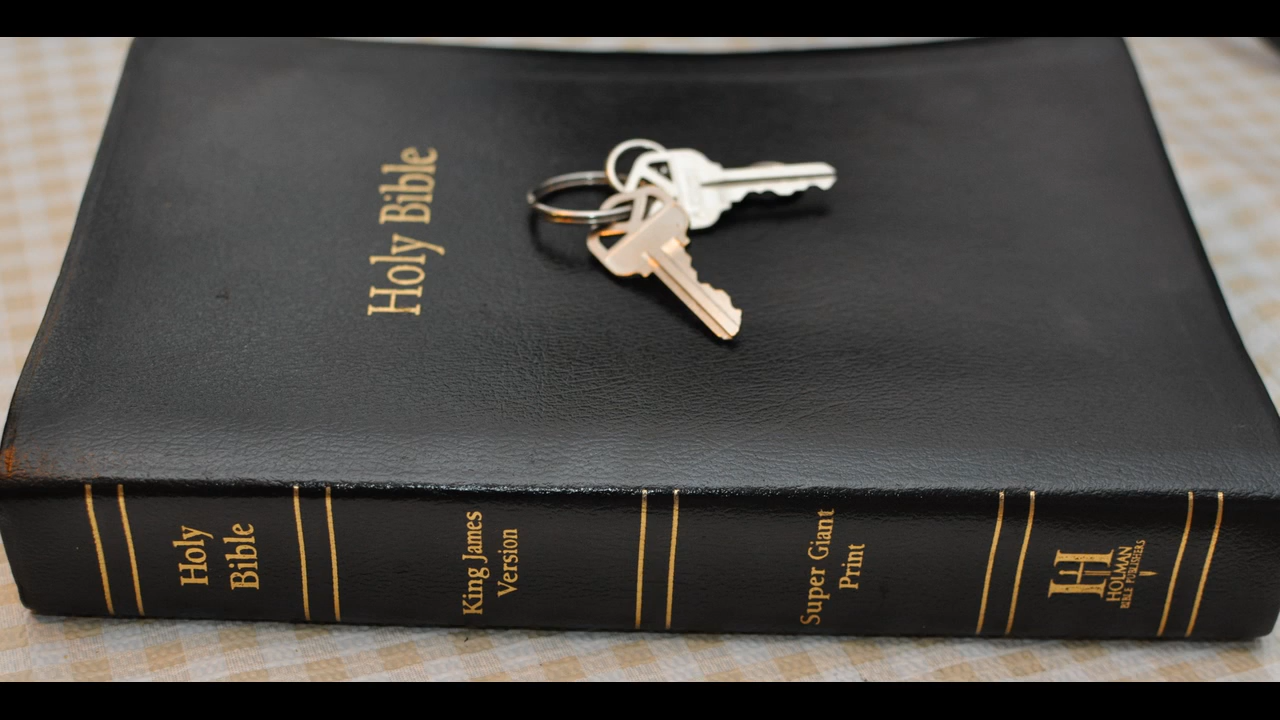 Holy Bible
Holy
Bible
King James
Version
Super Giant
Print
HOLMAN
BIBLE PUBLISHERS